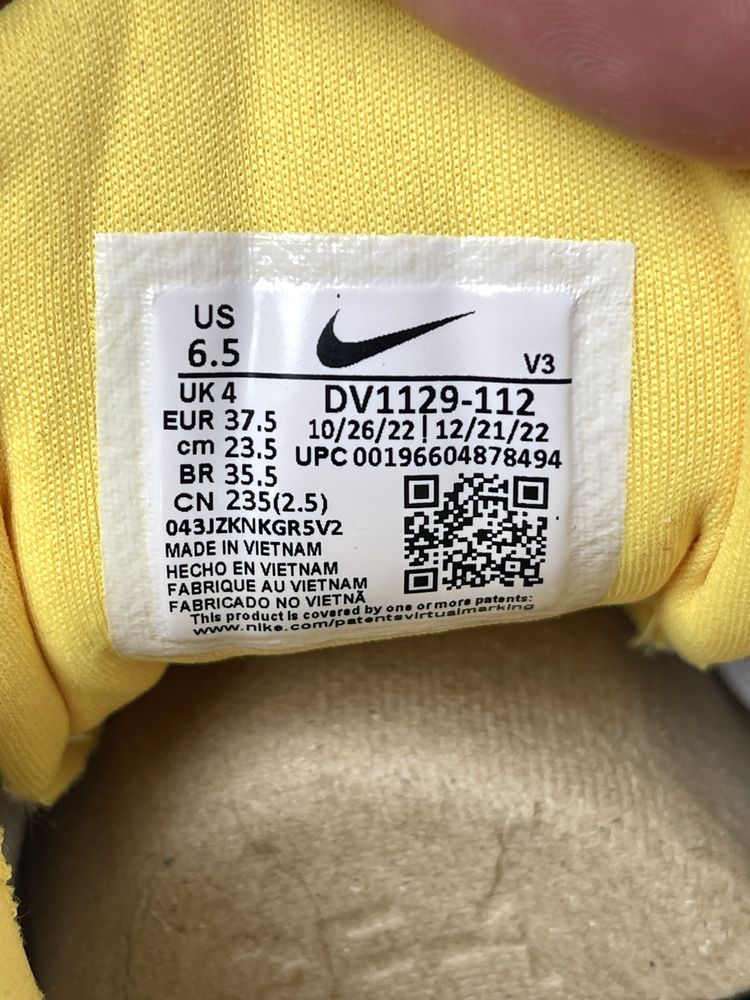 US
6.5
V3
UK 4
EUR 37.5
cm 23.5
BR 35.5
CN 235(2.5)
DV1129-112
10/26/22 | 12/21/22
UPC 00196604878494
043JZKNKGR5V2
MADE IN VIETNAM
HECHO EN VIETNAM
FABRIQUE AU VIETNAM
FABRICADO NO VIETNÃ
This product is covered by one or more patents:
www.nike.com/patentsvirtualmarking